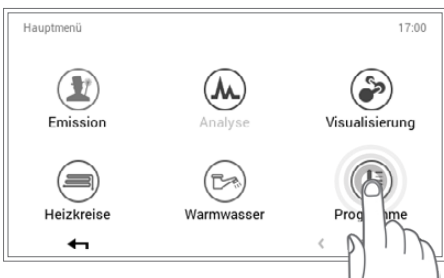 Hauptmenü 17:00
Emission Analyse Visualisierung
Heizkreise Warmwasser